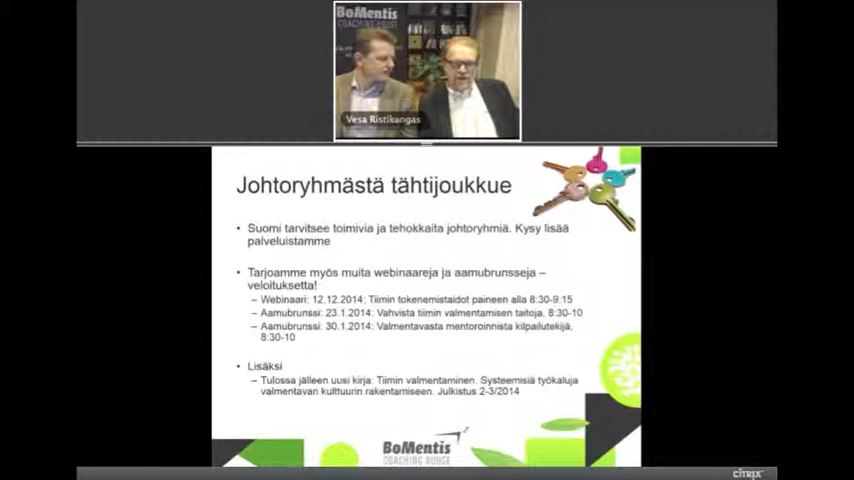 BoMentis
COACHING HOUSE
Vesa Ristikangas
Johtoryhmästä tähtijoukkue
• Suomi tarvitsee toimivia ja tehokkaita johtoryhmiä. Kysy lisää
palveluistamme
• Tarjoamme myös muita webinaareja ja aamubrunsseja –
veloituksetta!
– Webinaari: 12.12.2014: Tiimin tokenemistaidot paineen alla 8:30-9:15
– Aamubrunssi: 23.1.2014: Vahvista tiimin valmentamisen taitoja, 8:30-10
– Aamubrunssi: 30.1.2014: Valmentavasta mentoroinnista kilpailutekijä,
8:30-10
• Lisäksi
– Tulossa jälleen uusi kirja: Tiimin valmentaminen. Systeemisiä työkaluja
valmentavan kulttuurin rakentamiseen. Julkistus 2-3/2014
BoMentis
COACHING HOUSE
CITRIX